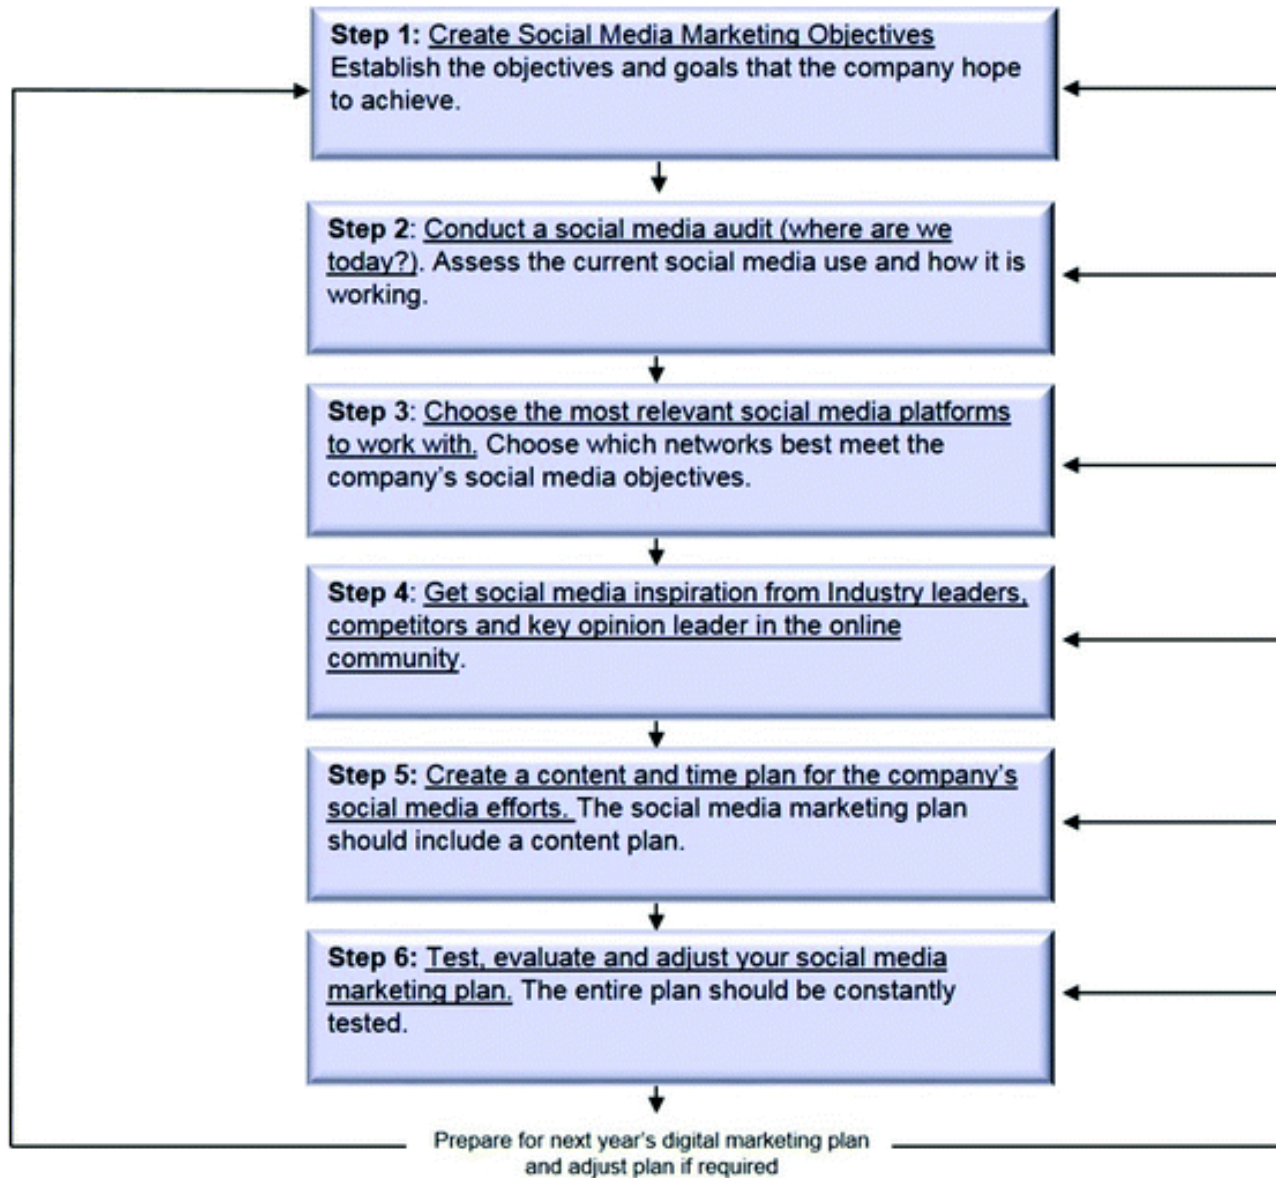 Step 1: Create Social Media Marketing Objectives
Establish the objectives and goals that the company hope
to achieve.
Step 2: Conduct a social media audit (where are we
today?). Assess the current social media use and how it is
working.
Step 3: Choose the most relevant social media platforms
to work with. Choose which networks best meet the
company's social media objectives.
Step 4: Get social media inspiration from Industry leaders,
competitors and key opinion leader in the online
community.
Step 5: Create a content and time plan for the company's
social media efforts. The social media marketing plan
should include a content plan.
Step 6: Test, evaluate and adjust your social media
marketing plan. The entire plan should be constantly
tested.
Prepare for next year's digital marketing plan
and adjust plan if required